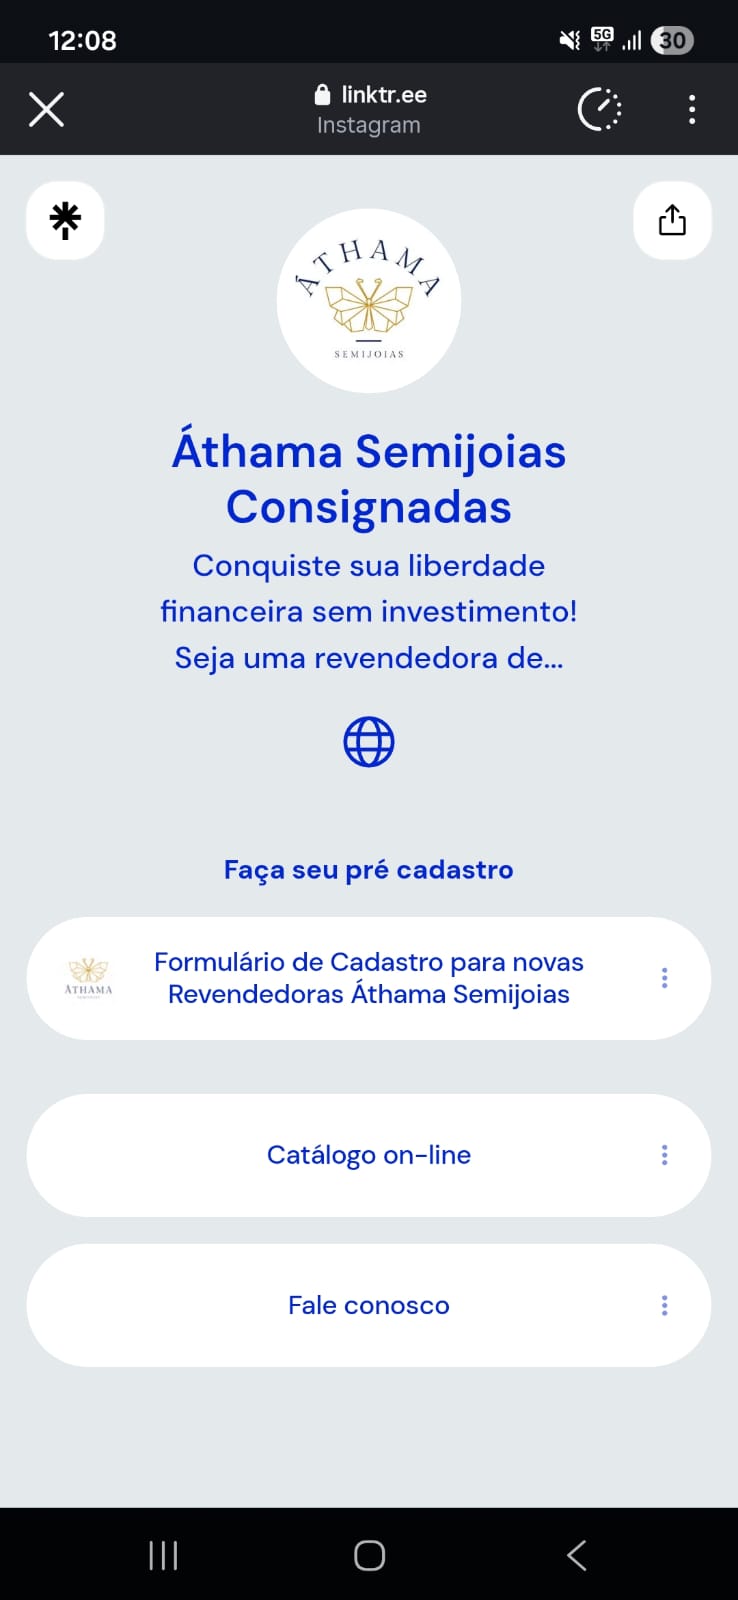 12:08
5G
30
linktr.ee
Instagram
ÁTHAMA
SEMIJOIAS
Áthama Semijoias
Consignadas
Conquiste sua liberdade
financeira sem investimento!
Seja uma revendedora de...
Faça seu pré cadastro
ÁTHAMA
Formulário de Cadastro para novas
Revendedoras Áthama Semijoias
Catálogo on-line
Fale conosco